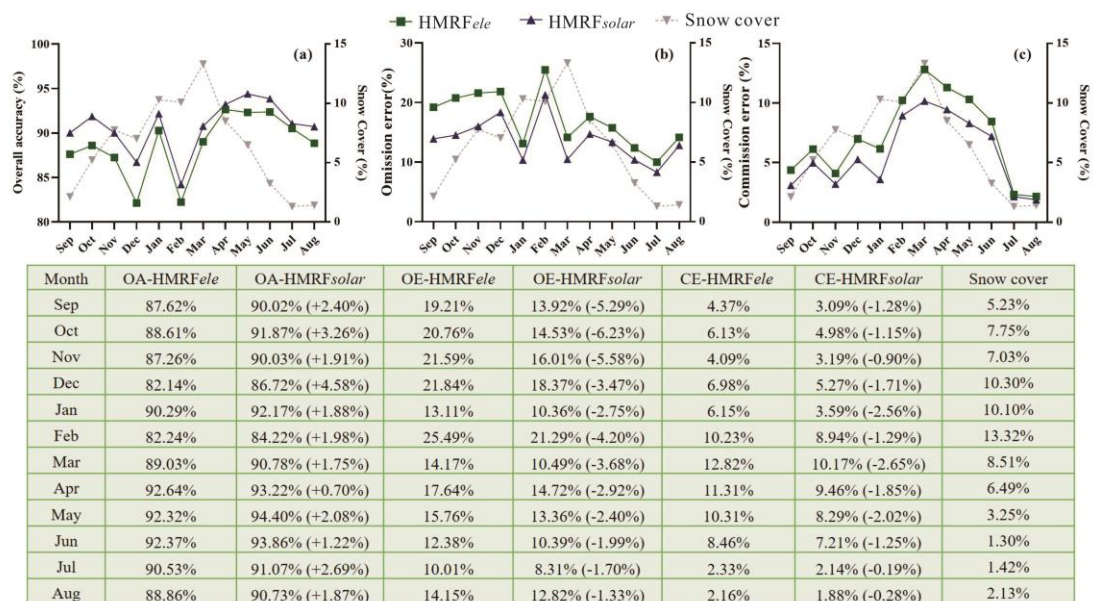 HMRFele HMRFsolar Snow cover
(a)
Overall accuracy (%)
100
95
90
85
80
15
10
5
0
Snow Cover (%)
Sep Oct Nov Dec Jan Feb Mar Apr May Jun Jul Aug
(b)
Omission error(%)
30
20
10
0
15
10
5
0
Snow Cover (%)
Sep Oct Nov Dec Jan Feb Mar Apr May Jun Jul Aug
(c)
Commission error(%)
15
10
5
0
15
10
5
0
Snow Cover (%)
Sep Oct Nov Dec Jan Feb Mar Apr May Jun Jul Aug
Month OA-HMRFele OA-HMRFsolar OE-HMRFele OE-HMRFsolar CE-HMRFele CE-HMRFsolar Snow cover
Sep 87.62% 90.02% (+2.40%) 19.21% 13.92% (-5.29%) 4.37% 3.09% (-1.28%) 5.23%
Oct 88.61% 91.87% (+3.26%) 20.76% 14.53% (-6.23%) 6.13% 4.98% (-1.15%) 7.75%
Nov 87.26% 90.03% (+1.91%) 21.59% 16.01% (-5.58%) 4.09% 3.19% (-0.90%) 7.03%
Dec 82.14% 86.72% (+4.58%) 21.84% 18.37% (-3.47%) 6.98% 5.27% (-1.71%) 10.30%
Jan 90.29% 92.17% (+1.88%) 13.11% 10.36% (-2.75%) 6.15% 3.59% (-2.56%) 10.10%
Feb 82.24% 84.22% (+1.98%) 25.49% 21.29% (-4.20%) 10.23% 8.94% (-1.29%) 13.32%
Mar 89.03% 90.78% (+1.75%) 14.17% 10.49% (-3.68%) 12.82% 10.17% (-2.65%) 8.51%
Apr 92.64% 93.22% (+0.70%) 17.64% 14.72% (-2.92%) 11.31% 9.46% (-1.85%) 6.49%
May 92.32% 94.40% (+2.08%) 15.76% 13.36% (-2.40%) 10.31% 8.29% (-2.02%) 3.25%
Jun 92.37% 93.86% (+1.22%) 12.38% 10.39% (-1.99%) 8.46% 7.21% (-1.25%) 1.30%
Jul 90.53% 91.07% (+2.69%) 10.01% 8.31% (-1.70%) 2.33% 2.14% (-0.19%) 1.42%
Aug 88.86% 90.73% (+1.87%) 14.15% 12.82% (-1.33%) 2.16% 1.88% (-0.28%) 2.13%